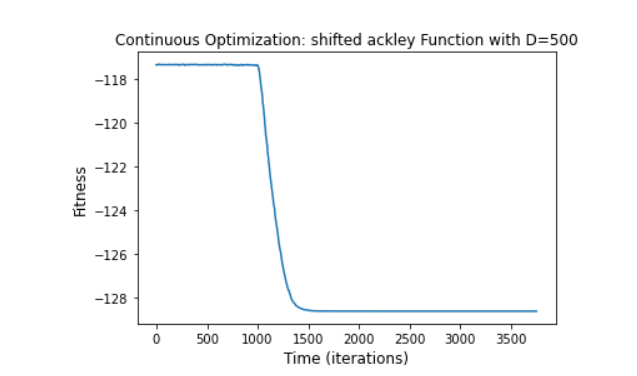 Continuous Optimization: shifted ackley Function with D=500
Fitness
−118
−120
−122
−124
−126
−128
0 500 1000 1500 2000 2500 3000 3500
Time (iterations)